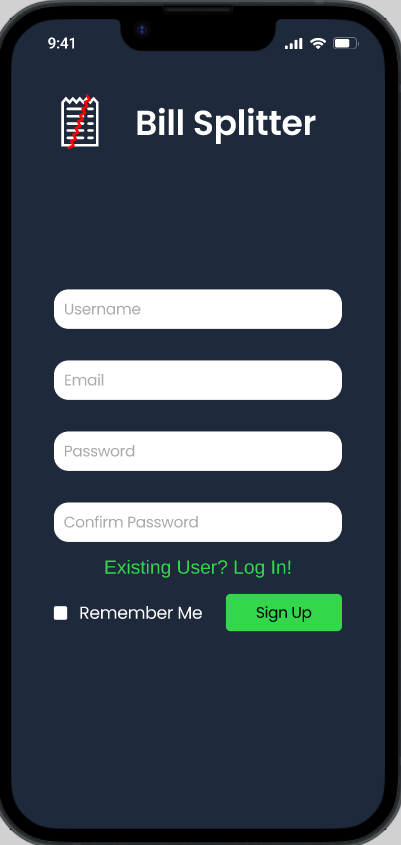 9:41
Bill Splitter
Username
Email
Password
Confirm Password
Existing User? Log In!
Remember Me
Sign Up